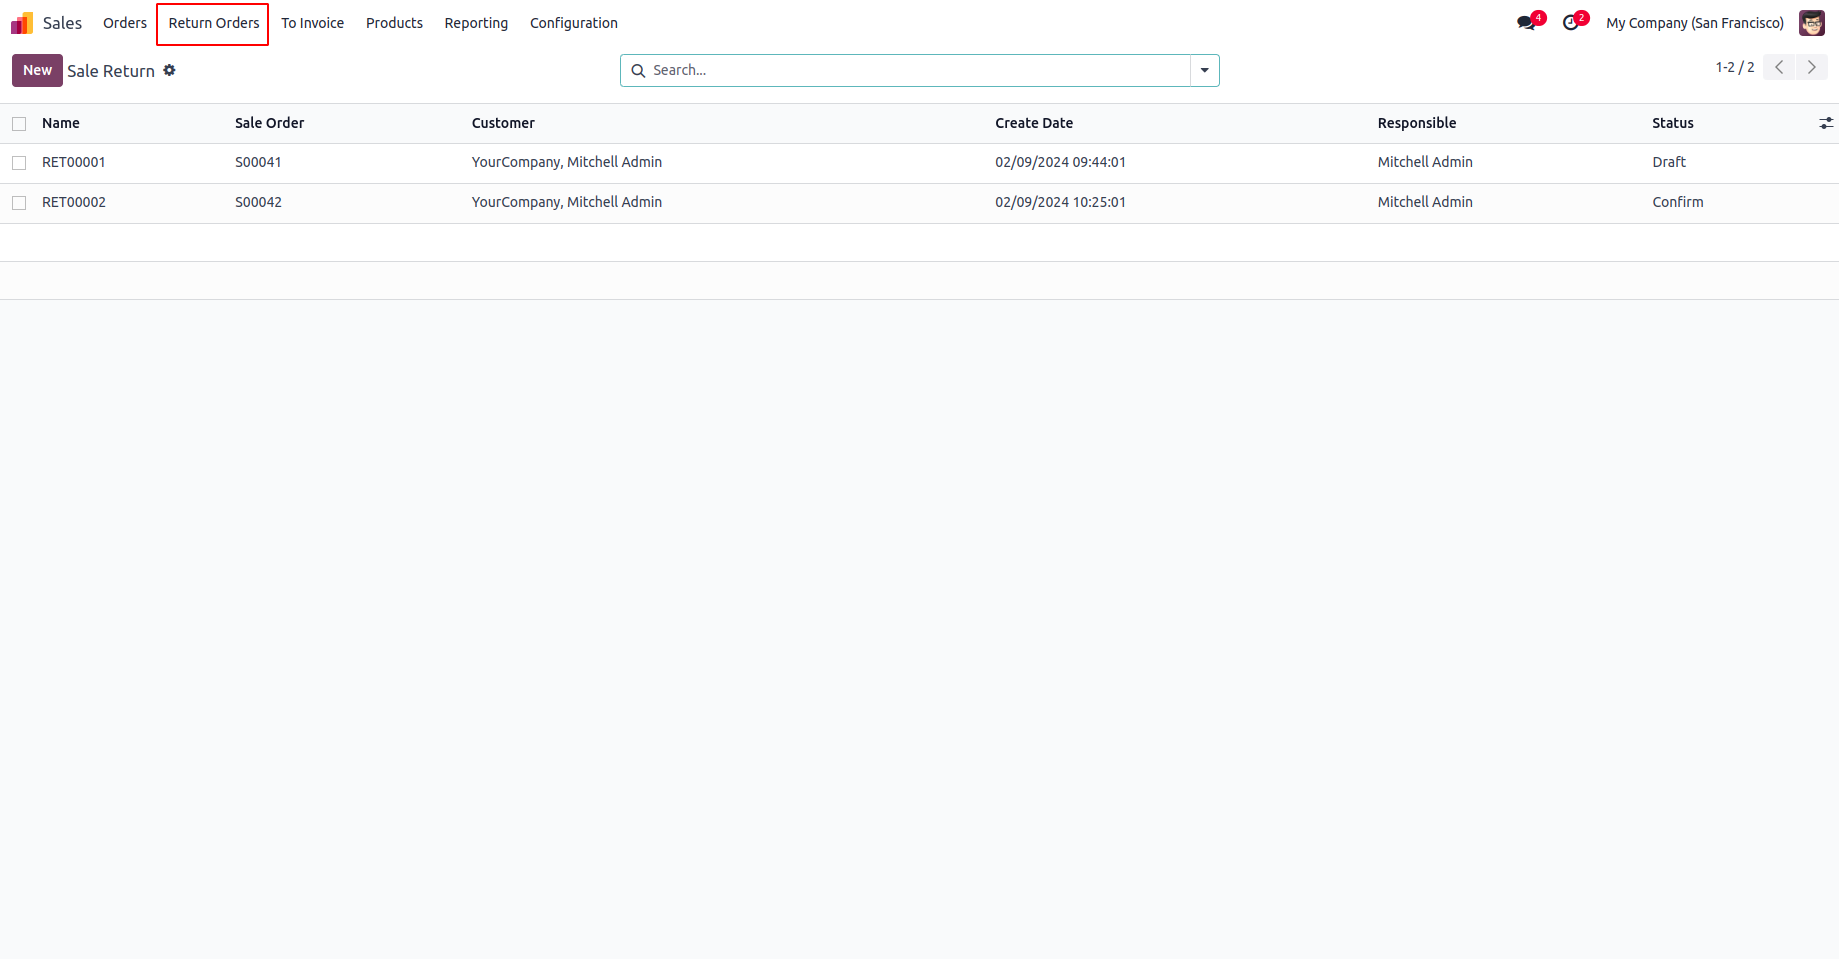 Sales Orders Return Orders To Invoice Products Reporting Configuration 4 2 My Company (San Francisco)
New Sale Return Search... 1-2 / 2
Name Sale Order Customer Create Date Responsible Status
RET00001 S00041 YourCompany, Mitchell Admin 02/09/2024 09:44:01 Mitchell Admin Draft
RET00002 S00042 YourCompany, Mitchell Admin 02/09/2024 10:25:01 Mitchell Admin Confirm